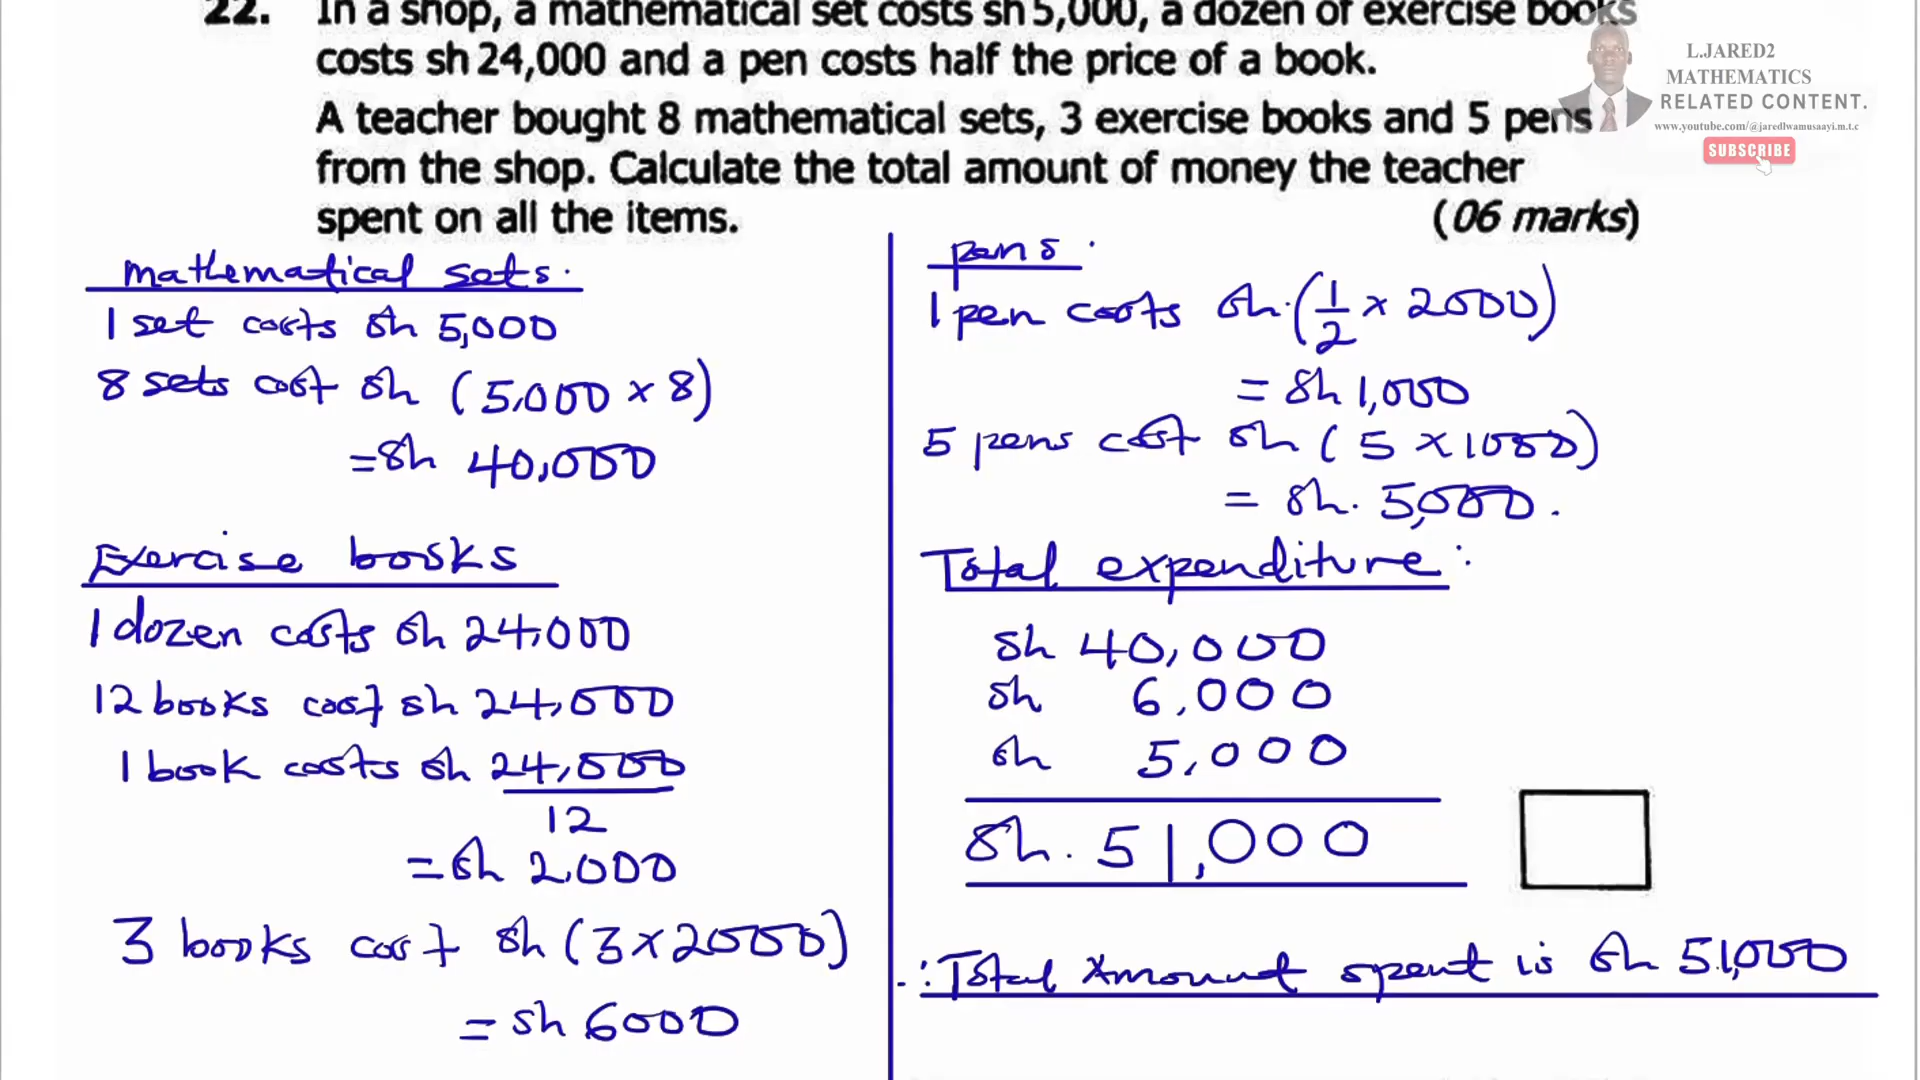 22. In a shop, a mathematical set costs sh 5,000, a dozen of exercise books
costs sh 24,000 and a pen costs half the price of a book.
A teacher bought 8 mathematical sets, 3 exercise books and 5 pens
from the shop. Calculate the total amount of money the teacher
spent on all the items. (06 marks)
L.JARED2
MATHEMATICS
RELATED CONTENT.
www.youtube.com/@jaredlwamusaayi.m.t.c
SUBSCRIBE
mathematical sets.
1 set costs sh 5,000
8 sets cost sh (5,000 × 8)
=sh 40,000
Exercise books
1 dozen costs sh 24,000
12 books cost sh 24,000
1 book costs sh 24,000
12
=sh 2,000
3 books cost sh (3×2000)
= sh 6000
pens.
1 pen costs sh.(1/2 × 2000)
= sh 1,000
5 pens cost sh (5 ×1000)
= sh. 5,000.
Total expenditure:
sh 40,000
sh 6,000
sh 5,000
sh. 51,000
∴ Total Amount spent is sh 51,000